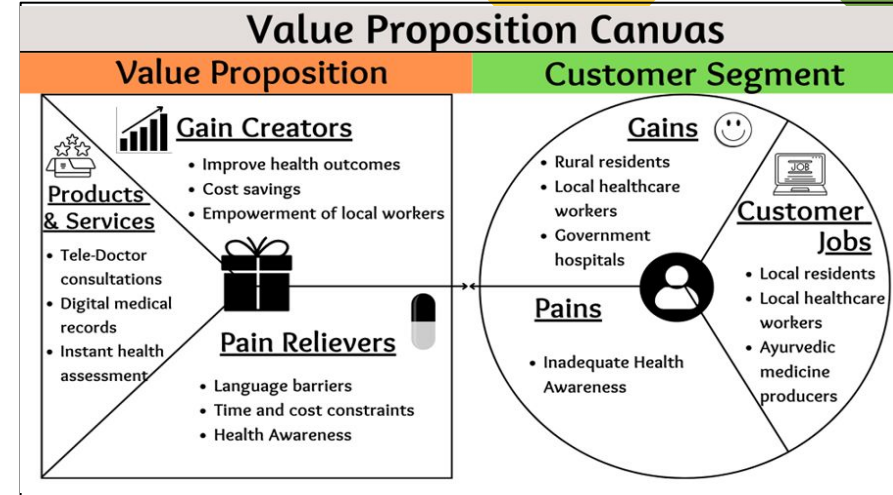 Value Proposition Canvas
Value Proposition
Customer Segment
Gain Creators
• Improve health outcomes
• Cost savings
• Empowerment of local workers
Products
& Services
• Tele-Doctor
consultations
• Digital medical
records
• Instant health
assessment
Pain Relievers
• Language barriers
• Time and cost constraints
• Health Awareness
Gains
• Rural residents
• Local healthcare
workers
• Government
hospitals
JOB
Customer
Jobs
• Local residents
• Local healthcare
workers
• Ayurvedic
medicine
producers
Pains
• Inadequate Health
Awareness